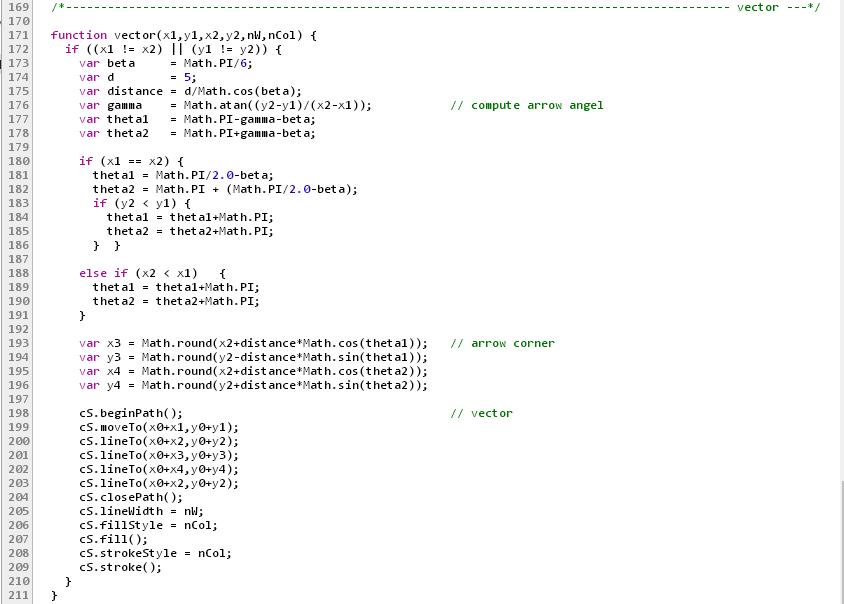 169 /*----------------------------------------------------------------------------------------------- vector ---*/
170
171 function vector(x1,y1,x2,y2,nW,nCol) {
172 if ((x1 != x2) || (y1 != y2)) {
173 var beta = Math.PI/6;
174 var d = 5;
175 var distance = d/Math.cos(beta);
176 var gamma = Math.atan((y2-y1)/(x2-x1)); // compute arrow angel
177 var theta1 = Math.PI-gamma-beta;
178 var theta2 = Math.PI+gamma-beta;
179
180 if (x1 == x2) {
181 theta1 = Math.PI/2.0-beta;
182 theta2 = Math.PI + (Math.PI/2.0-beta);
183 if (y2 < y1) {
184 theta1 = theta1+Math.PI;
185 theta2 = theta2+Math.PI;
186 } }
187
188 else if (x2 < x1) {
189 theta1 = theta1+Math.PI;
190 theta2 = theta2+Math.PI;
191 }
192
193 var x3 = Math.round(x2+distance*Math.cos(theta1)); // arrow corner
194 var y3 = Math.round(y2-distance*Math.sin(theta1));
195 var x4 = Math.round(x2+distance*Math.cos(theta2));
196 var y4 = Math.round(y2+distance*Math.sin(theta2));
197
198 cS.beginPath(); // vector
199 cS.moveTo(x0+x1,y0+y1);
200 cS.lineTo(x0+x2,y0+y2);
201 cS.lineTo(x0+x3,y0+y3);
202 cS.lineTo(x0+x4,y0+y4);
203 cS.lineTo(x0+x2,y0+y2);
204 cS.closePath();
205 cS.lineWidth = nW;
206 cS.fillStyle = nCol;
207 cS.fill();
208 cS.strokeStyle = nCol;
209 cS.stroke();
210 }
211 }